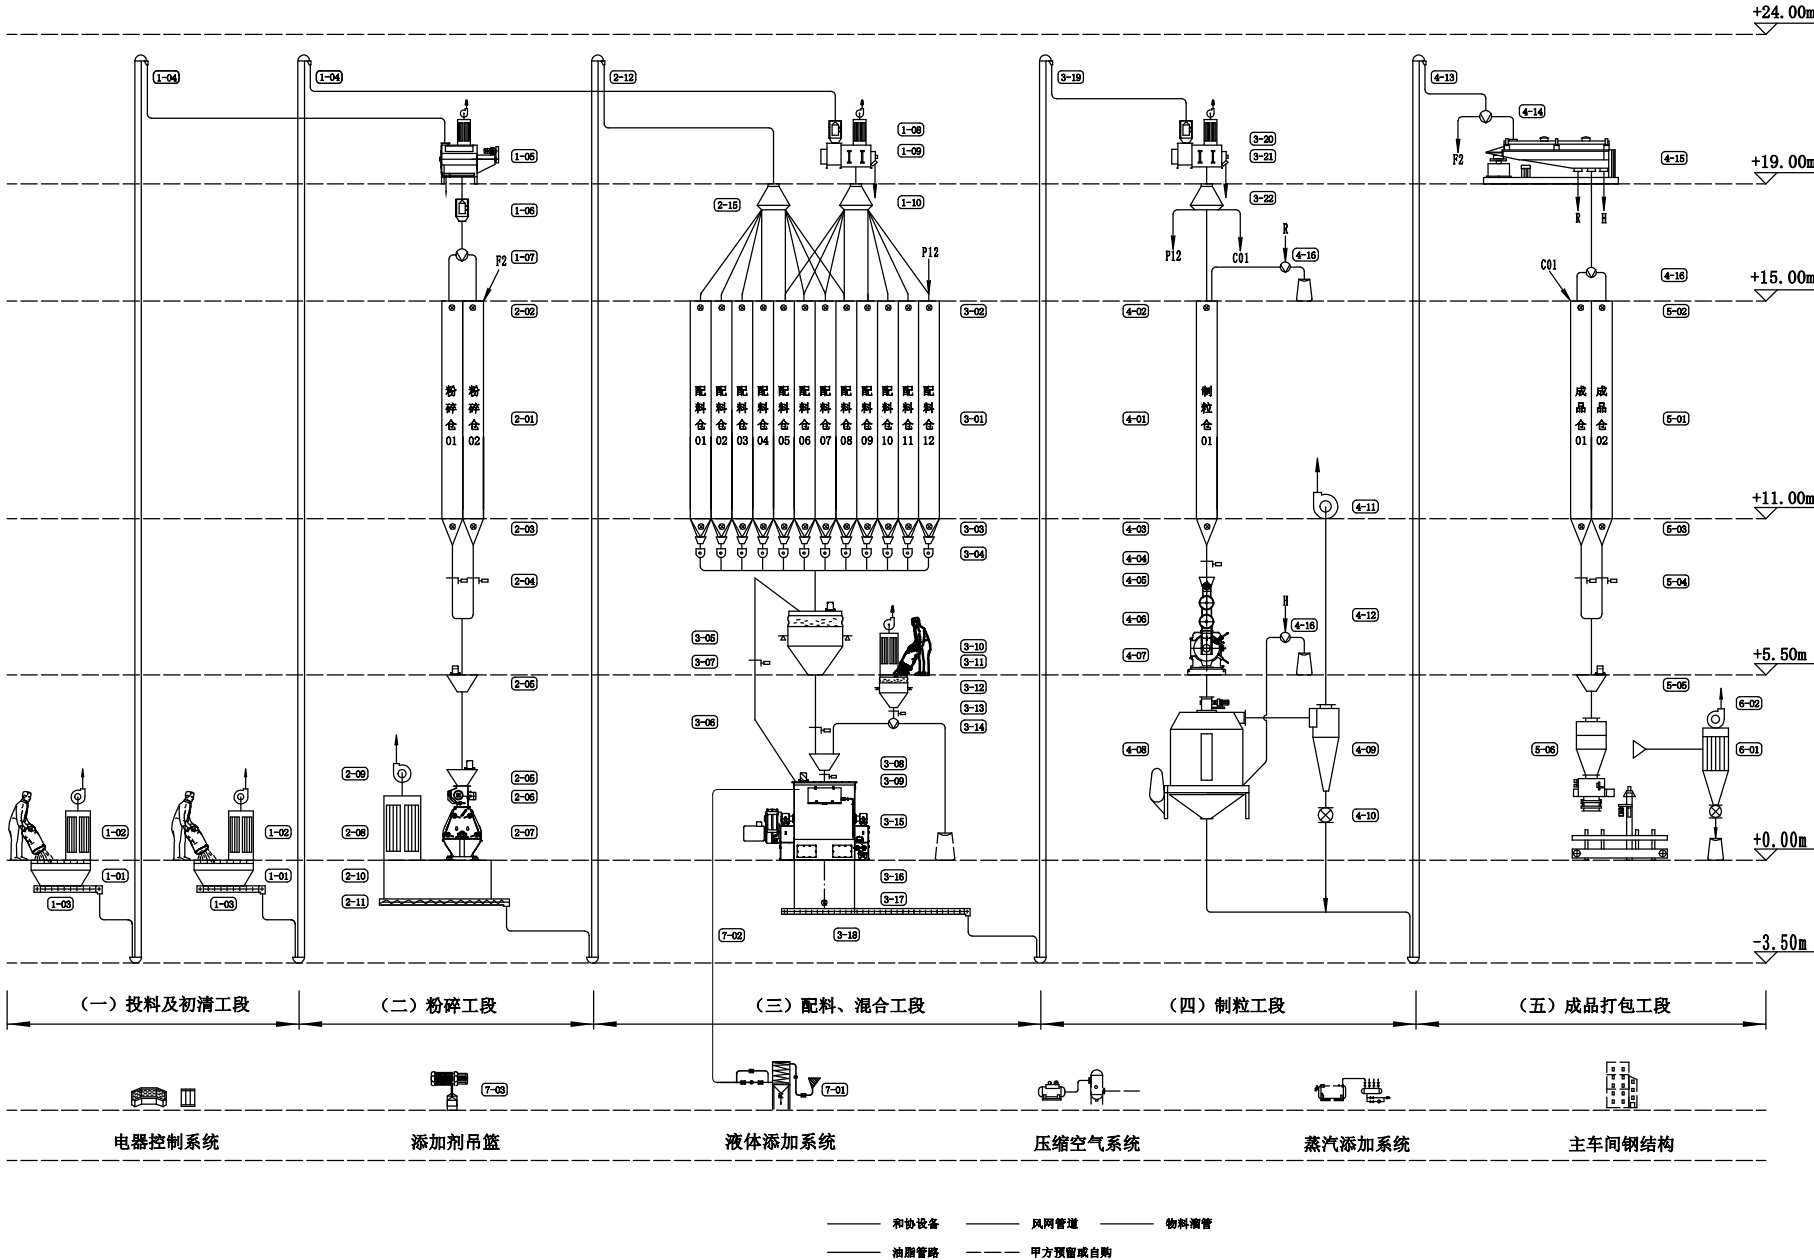 +24.00m
1-04
1-04
2-12
3-19
4-13
4-14
F2
1-05
1-08
1-09
3-20
3-21
4-15
+19.00m
1-06
2-15
1-10
3-22
R
H
1-07
F2
P12
P12
C01
R
4-16
C01
4-16
+15.00m
2-02
3-02
4-02
5-02
粉碎仓01
粉碎仓02
配料仓01
配料仓02
配料仓03
配料仓04
配料仓05
配料仓06
配料仓07
配料仓08
配料仓09
配料仓10
配料仓11
配料仓12
制粒仓01
成品仓01
成品仓02
2-01
3-01
4-01
5-01
+11.00m
4-11
2-03
3-03
4-03
5-03
3-04
4-04
2-04
4-05
5-04
H
4-12
4-06
4-16
3-05
3-10
3-07
3-11
4-07
+5.50m
2-05
3-12
5-05
3-13
3-06
3-14
6-02
4-08
4-09
5-06
6-01
3-08
2-09
2-05
3-09
2-06
4-10
1-02
1-02
2-08
2-07
3-15
+0.00m
1-01
1-01
2-10
3-16
1-03
1-03
2-11
3-17
7-02
3-18
-3.50m
（一）投料及初清工段
（二）粉碎工段
（三）配料、混合工段
（四）制粒工段
（五）成品打包工段
7-03
7-01
电器控制系统
添加剂吊篮
液体添加系统
压缩空气系统
蒸汽添加系统
主车间钢结构
和协设备
风网管道
物料溜管
油脂管路
甲方预留或自购